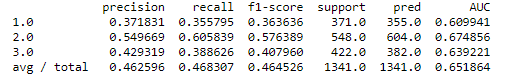 precision recall f1-score support pred AUC
1.0 0.371831 0.355795 0.363636 371.0 355.0 0.609941
2.0 0.549669 0.605839 0.576389 548.0 604.0 0.674856
3.0 0.429319 0.388626 0.407960 422.0 382.0 0.639221
avg / total 0.462596 0.468307 0.464526 1341.0 1341.0 0.651864